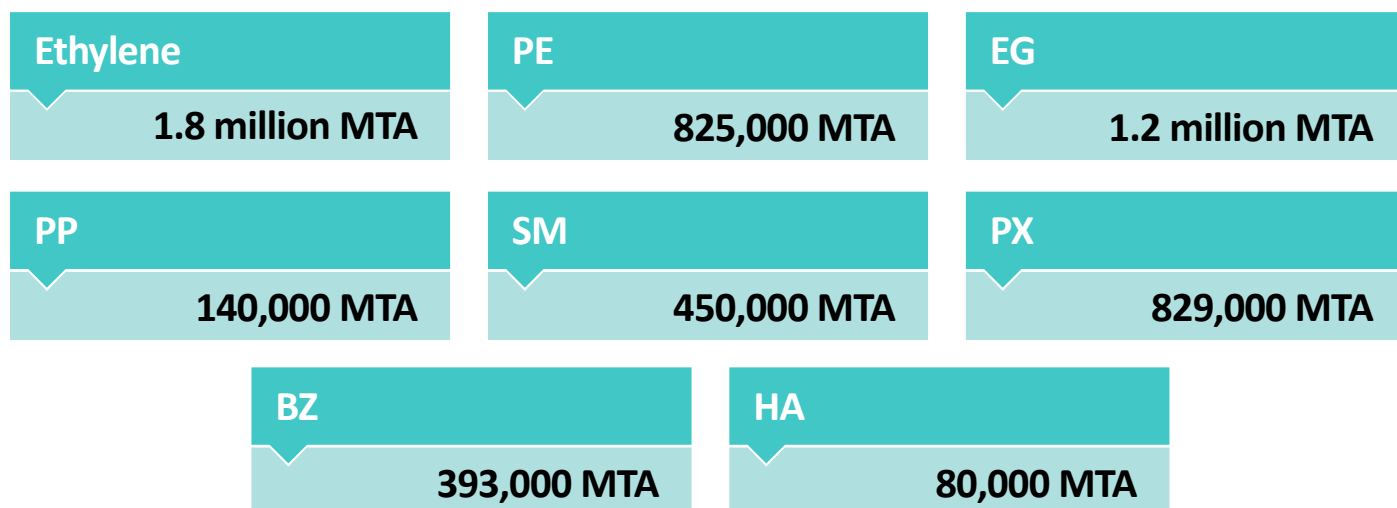 Ethylene
1.8 million MTA
PE
825,000 MTA
EG
1.2 million MTA
PP
140,000 MTA
SM
450,000 MTA
PX
829,000 MTA
BZ
393,000 MTA
HA
80,000 MTA